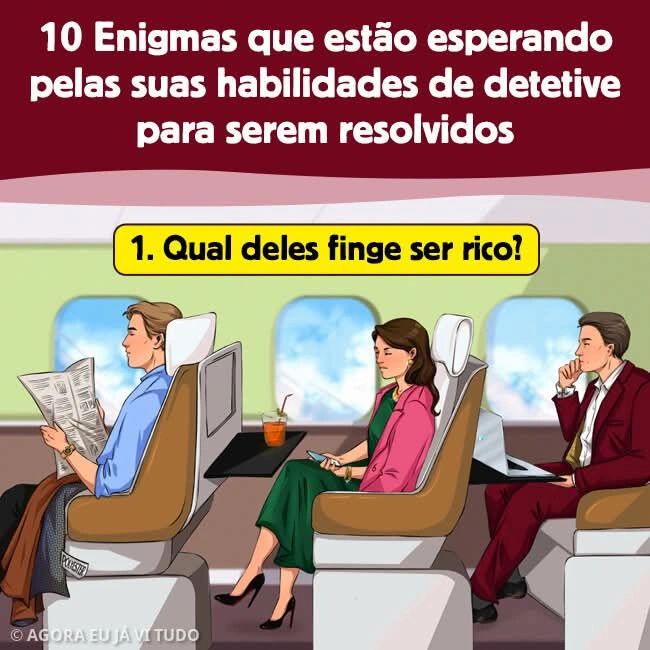 10 Enigmas que estão esperando
pelas suas habilidades de detetive
para serem resolvidos
1. Qual deles finge ser rico?
© AGORA EU JÁ VI TUDO